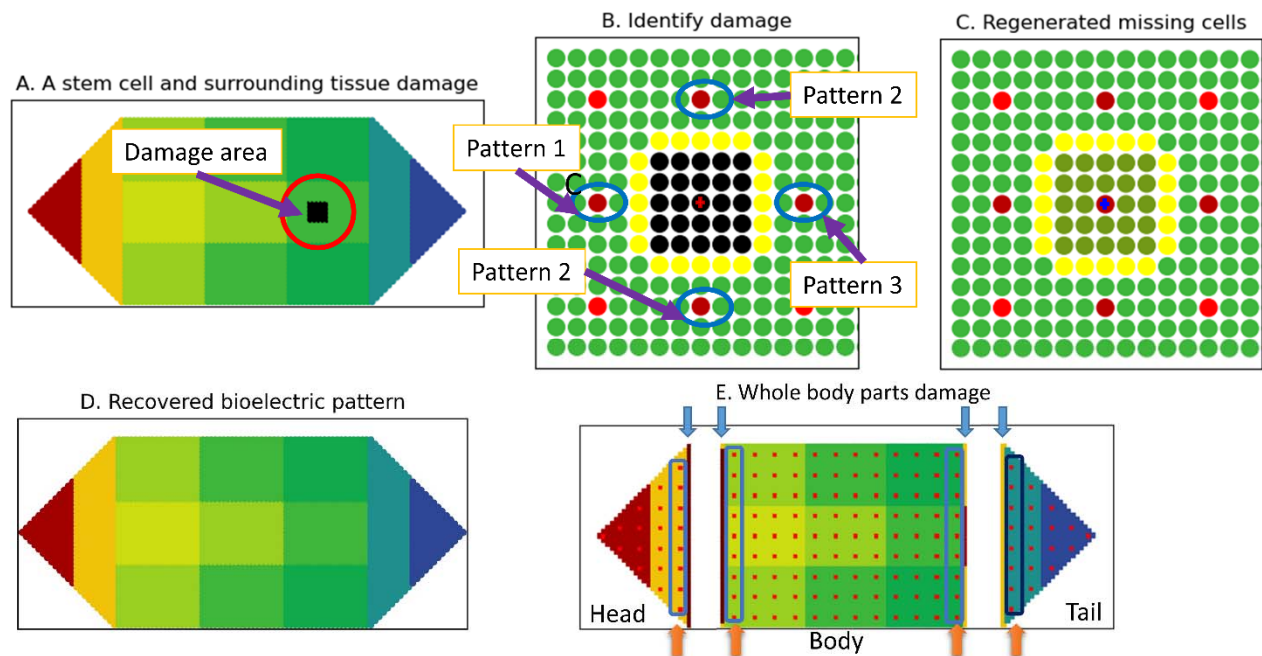 B. Identify damage
C. Regenerated missing cells
A. A stem cell and surrounding tissue damage
Pattern 2
Damage area
Pattern 1
C
Pattern 2
Pattern 3
D. Recovered bioelectric pattern
E. Whole body parts damage
Head
Body
Tail